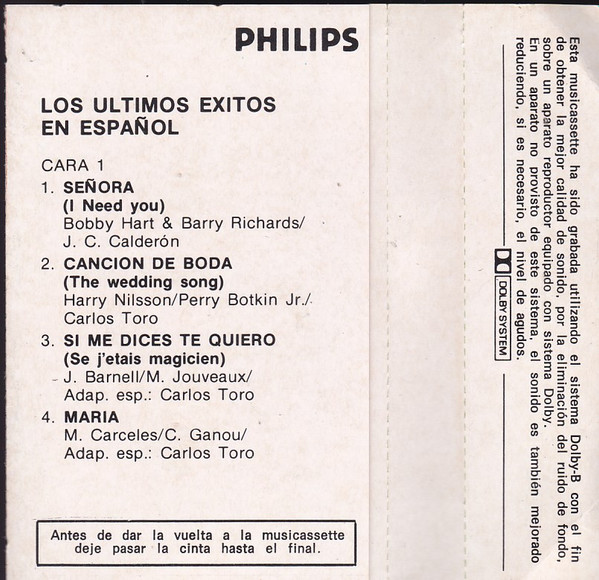 PHILIPS
LOS ULTIMOS EXITOS
EN ESPAÑOL
CARA 1
1. SEÑORA
(I Need you)
Bobby Hart & Barry Richards/
J. C. Calderón
2. CANCION DE BODA
(The wedding song)
Harry Nilsson/Perry Botkin Jr./
Carlos Toro
3. SI ME DICES TE QUIERO
(Se j'etais magicien)
J. Barnell/M. Jouveaux/
Adap. esp.: Carlos Toro
4. MARIA
M. Carceles/C. Ganou/
Adap. esp.: Carlos Toro
Antes de dar la vuelta a la musicassette
deje pasar la cinta hasta el final.
Esta musicassette ha sido grabada utilizando el sistema Dolby-B con el fin
de obtener la mejor calidad de sonido, por la eliminación del ruido de fondo,
sobre un aparato reproductor equipado con sistema Dolby.
En un aparato no provisto de este sistema, el sonido es también mejorado
reduciendo, si es necesario, el nivel de agudos.
DOLBY SYSTEM